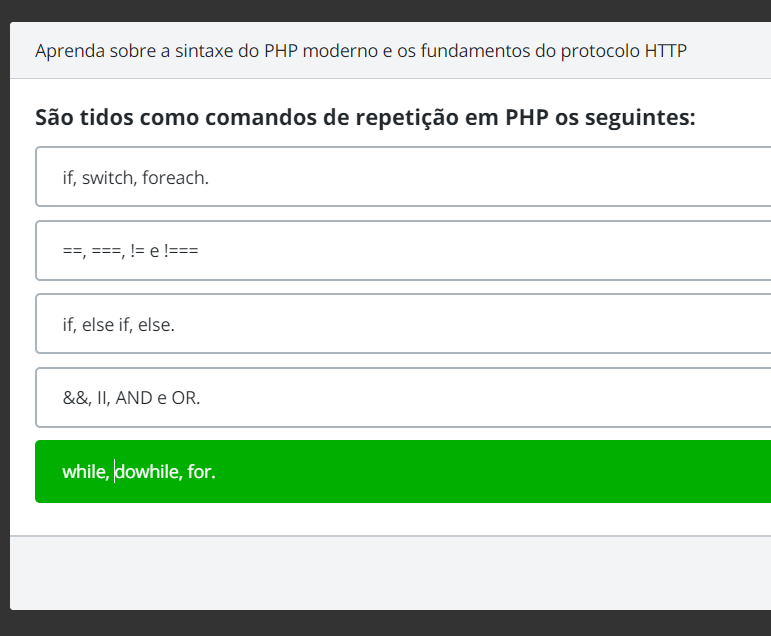 Aprenda sobre a sintaxe do PHP moderno e os fundamentos do protocolo HTTP
São tidos como comandos de repetição em PHP os seguintes:
if, switch, foreach.
==, ===, != e !===
if, else if, else.
&&, II, AND e OR.
while, dowhile, for.